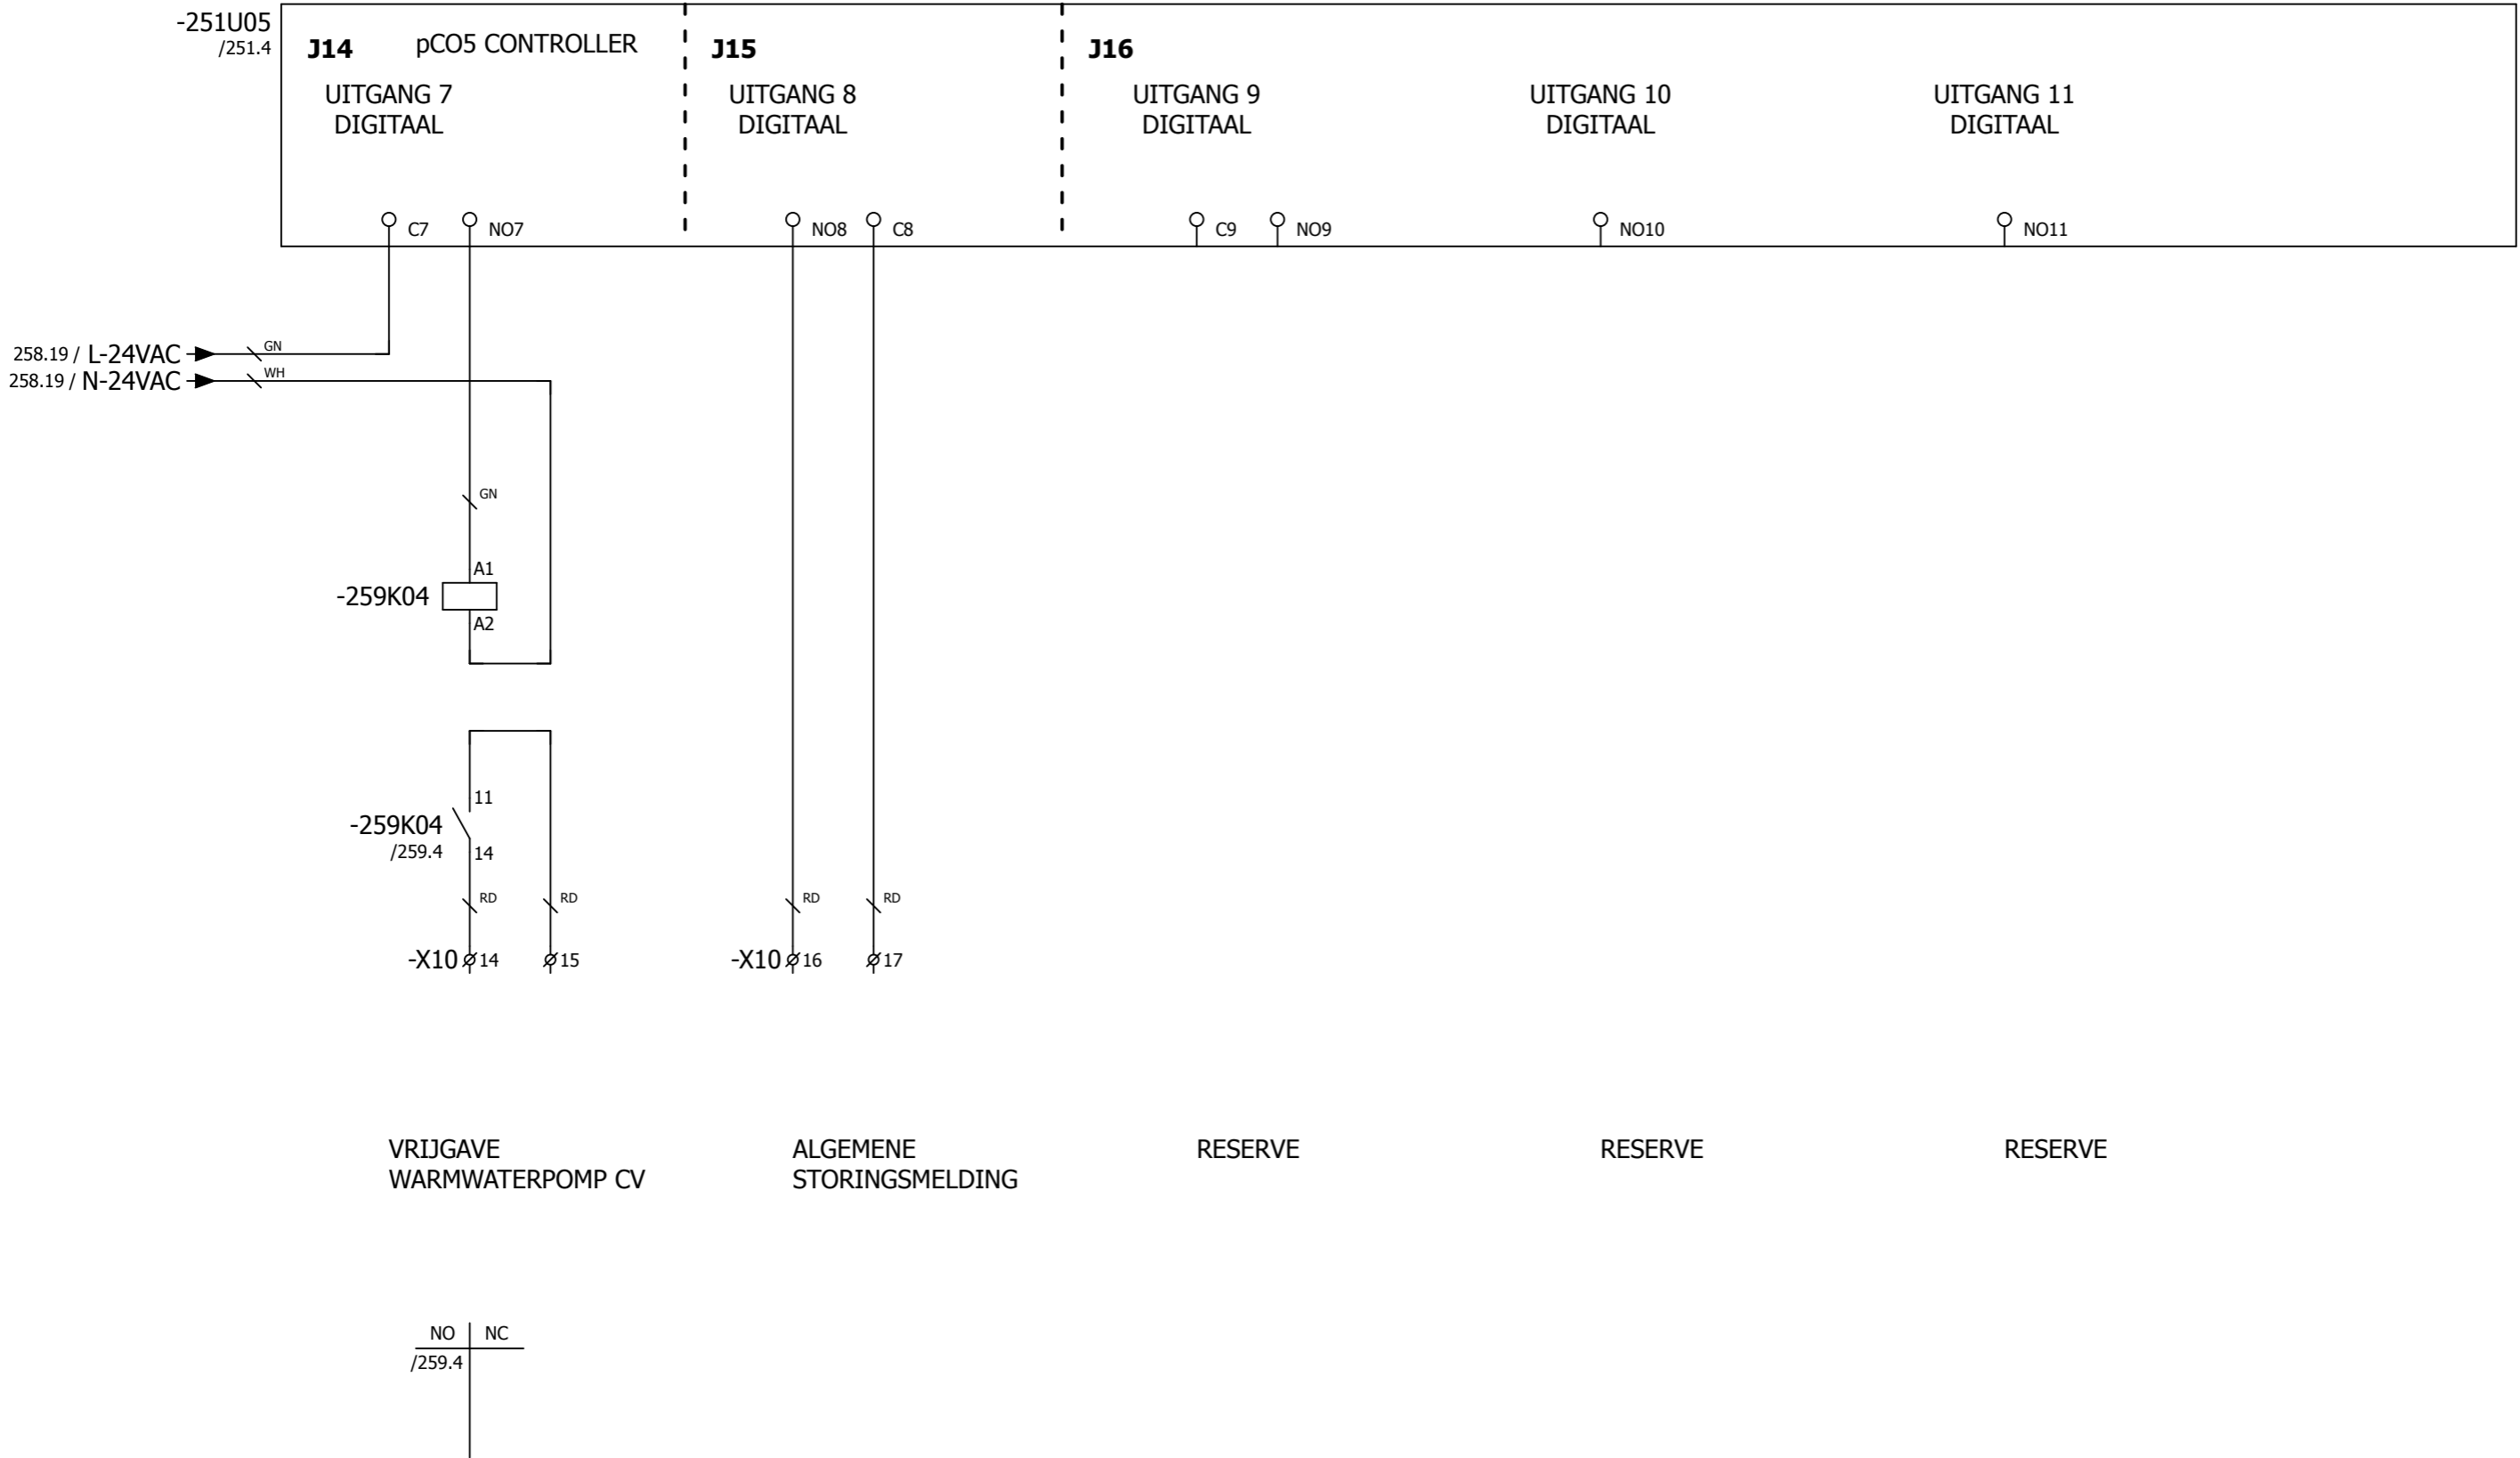 -251U05
/251.4
J14
pCO5 CONTROLLER
J15
J16
UITGANG 7
DIGITAAL
UITGANG 8
DIGITAAL
UITGANG 9
DIGITAAL
UITGANG 10
DIGITAAL
UITGANG 11
DIGITAAL
C7
NO7
NO8
C8
C9
NO9
NO10
NO11
258.19 / L-24VAC
GN
258.19 / N-24VAC
WH
GN
A1
-259K04
A2
11
-259K04
/259.4
14
RD
RD
RD
RD
-X10
14
15
-X10
16
17
VRIJGAVE
WARMWATERPOMP CV
ALGEMENE
STORINGSMELDING
RESERVE
RESERVE
RESERVE
NO
NC
/259.4